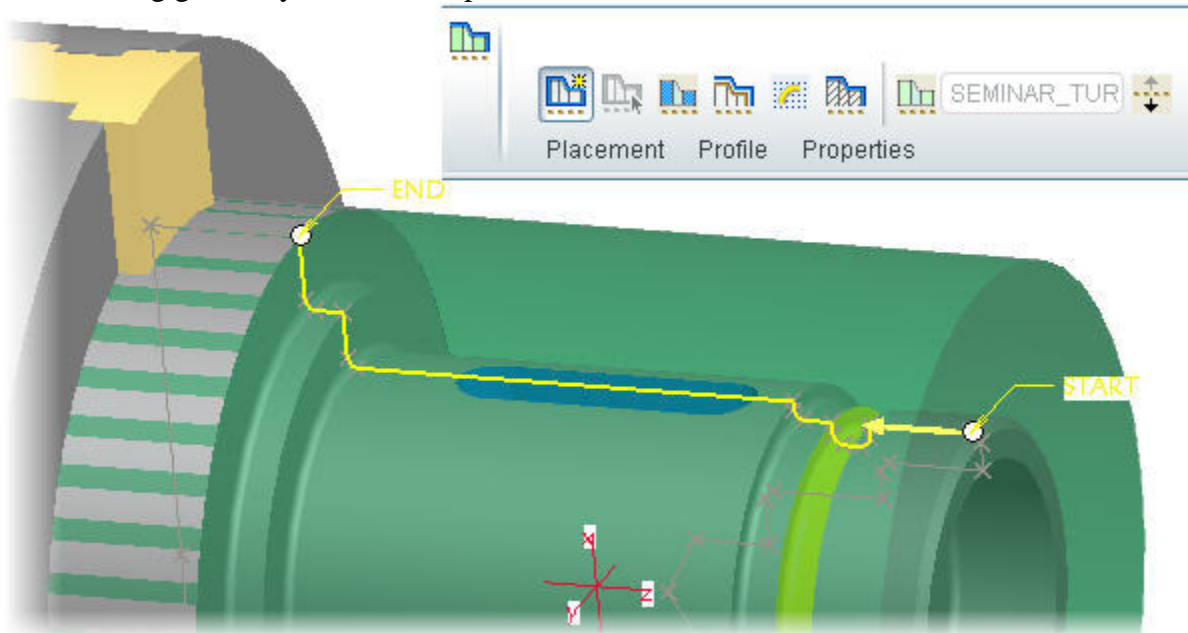 SEMINAR_TUR
Placement Profile Properties
END
START
X
Z
Y